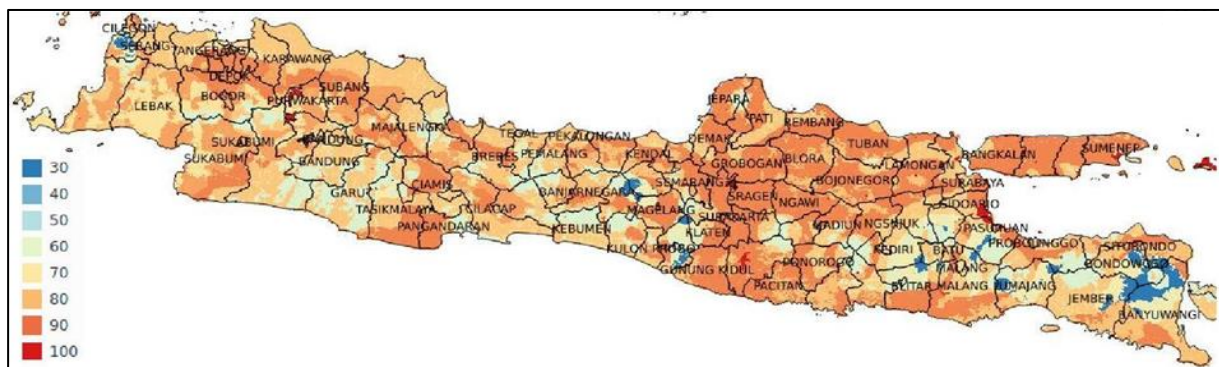 CILEGON
SERANG
TANGERANG
KARAWANG
DEPOK
BOGOR
LEBAK
PURWAKARTA
SUBANG
SUKABUMI
SUKABUMI
BANDUNG
BANDUNG
MAJALENGKA
GARUT
CIAMIS
TASIKMALAYA
PANGANDARAN
CILACAP
BREBES
TEGAL
PEMALANG
PEKALONGAN
BANJARNEGARA
KEBUMEN
KENDAL
SEMARANG
MAGELANG
KULON PROGO
JEPARA
PATI
DEMAK
REMBANG
GROBOGAN
BLORA
TUBAN
BOJONEGORO
LAMONGAN
SRAGEN
NGAWI
SURAKARTA
KLATEN
GUNUNG KIDUL
PACITAN
PONOROGO
MADIUN
NGANJUK
KEDIRI
BATU
MALANG
BLITAR
MALANG
SURABAYA
SIDOARJO
PASURUAN
PROBOLINGGO
LUMAJANG
JEMBER
SITUBONDO
BONDOWOSO
BANYUWANGI
BANGKALAN
SUMENEP
30
40
50
60
70
80
90
100